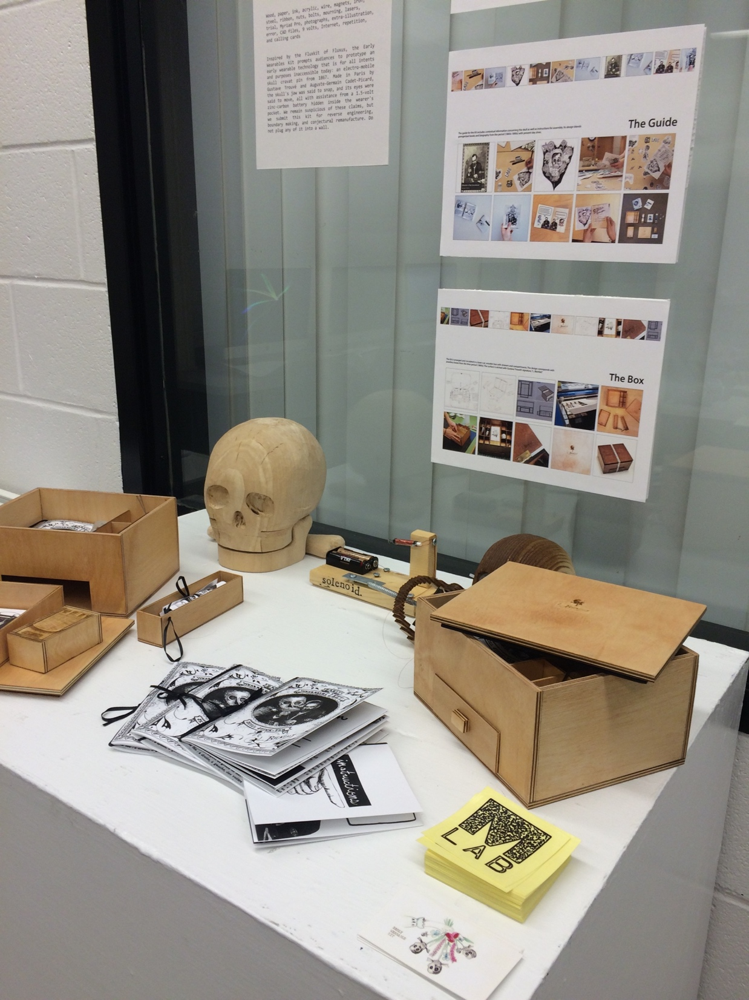 Wood, paper, ink, acrylic, wire, magnets, iron,
steel, ribbon, nuts, bolts, mourning, lasers,
trial, Myriad Pro, photographs, extra-illustration,
error, CAD files, 9 volts, Internet, repetition,
and calling cards
Inspired by the Fluxkit of Fluxus, the Early
Wearables kit prompts audiences to prototype an
early wearable technology that is for all intents
and purposes inaccessible today: an electro-mobile
skull cravat pin from 1867. Made in Paris by
Gustave Trouvé and Auguste-Germain Cadet-Picard,
the skull's jaw was said to snap, and its eyes were
said to move, all with assistance from a 1.5-volt
zinc-carbon battery hidden inside the wearer's
pocket. We remain suspicious of these claims, but
we submit this kit for reverse engineering,
boundary making, and conjectural remanufacture. Do
not plug any of it into a wall.
The Guide
The Box
solenoid.
instructions
M
LAB